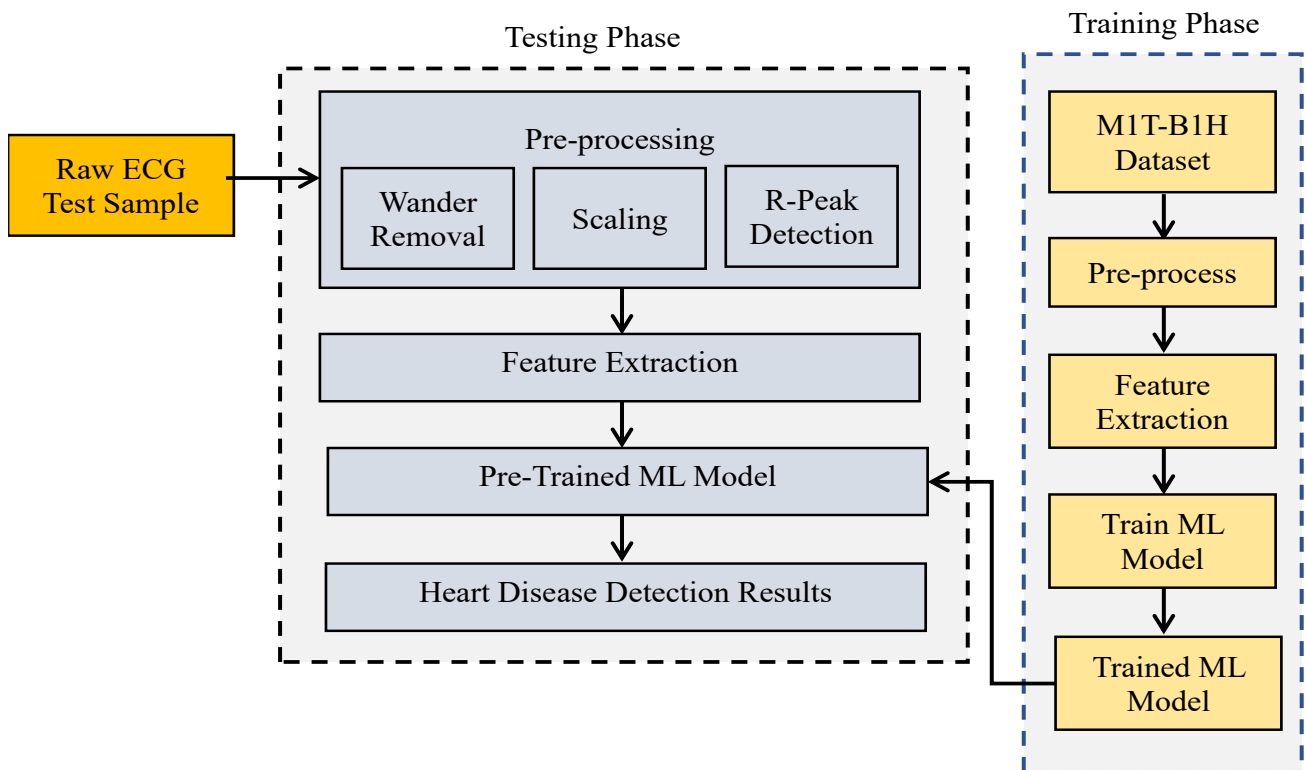 Testing Phase
Training Phase
Raw ECG
Test Sample
Pre-processing
Wander
Removal
Scaling
R-Peak
Detection
Feature Extraction
Pre-Trained ML Model
Heart Disease Detection Results
M1T-B1H
Dataset
Pre-process
Feature
Extraction
Train ML
Model
Trained ML
Model